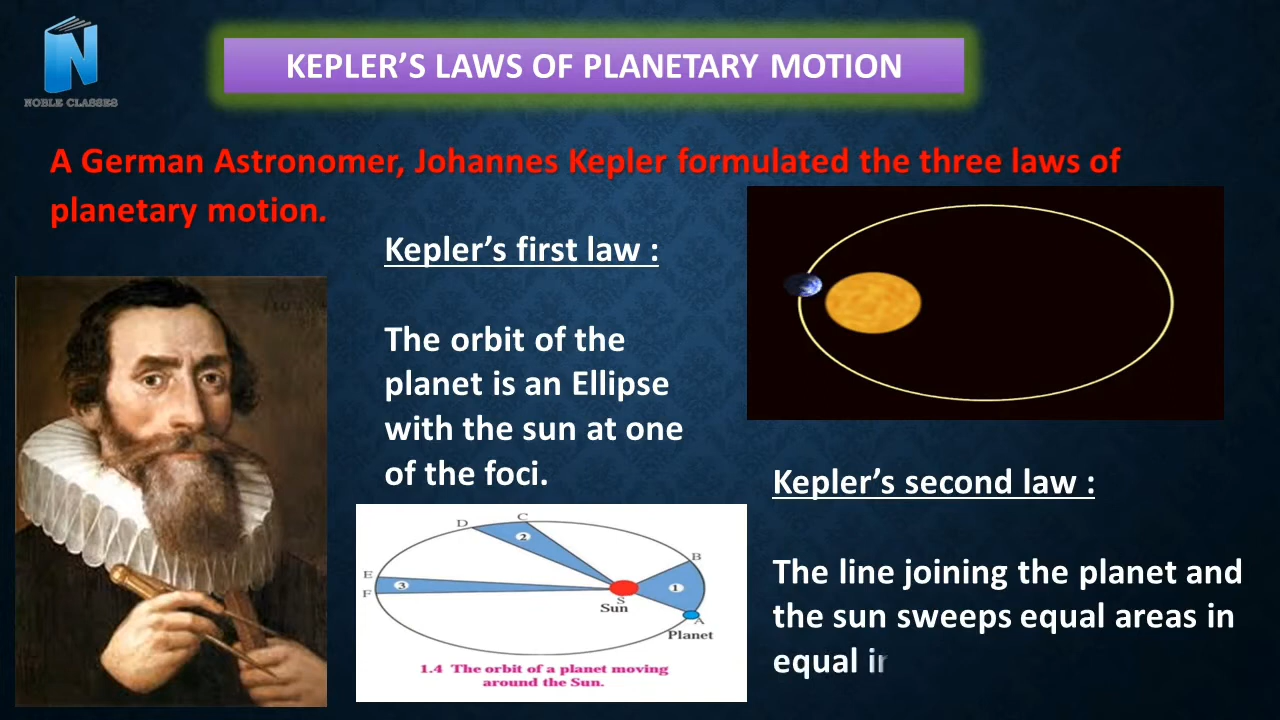 NOBLE CLASSES
KEPLER’S LAWS OF PLANETARY MOTION
A German Astronomer, Johannes Kepler formulated the three laws of
planetary motion.
Kepler’s first law :
The orbit of the
planet is an Ellipse
with the sun at one
of the foci.
D
C
2
B
E
3
F
1
S
Sun
A
Planet
1.4 The orbit of a planet moving
around the Sun.
Kepler’s second law :
The line joining the planet and
the sun sweeps equal areas in
equal